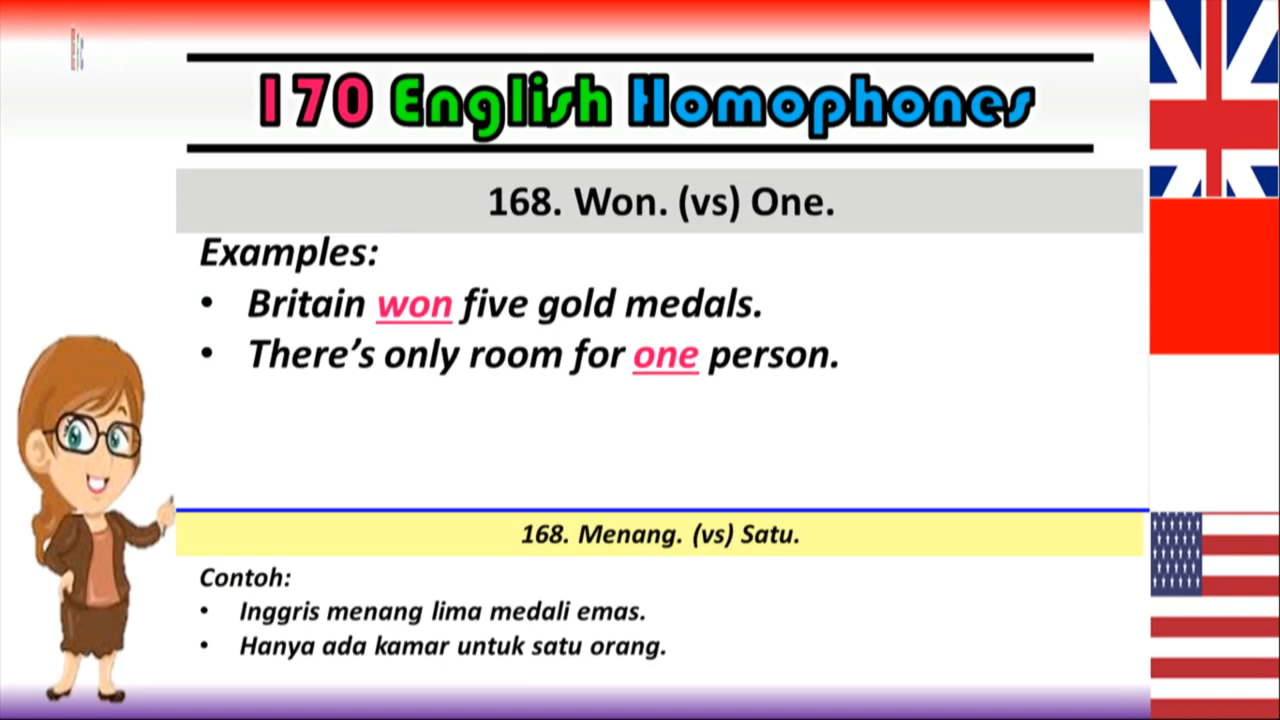 170 English Homophones
168. Won. (vs) One.
Examples:
• Britain won five gold medals.
• There's only room for one person.
168. Menang. (vs) Satu.
Contoh:
• Inggris menang lima medali emas.
• Hanya ada kamar untuk satu orang.